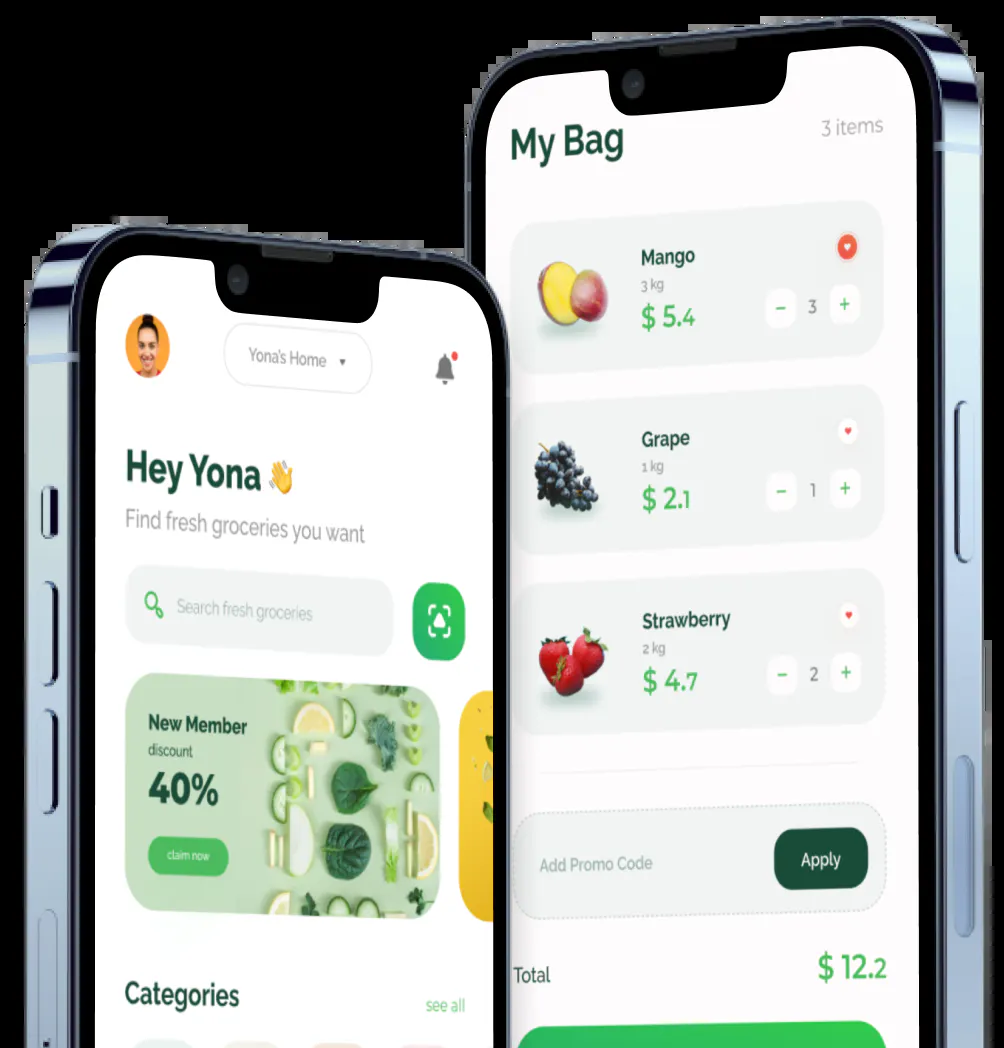 Yona's Home
Hey Yona 👋
Find fresh groceries you want
Search fresh groceries
New Member
discount
40%
claim now
Categories
see all
My Bag
3 items
Mango
3 kg
$ 5.4
3
Grape
1 kg
$ 2.1
1
Strawberry
2 kg
$ 4.7
2
Add Promo Code
Apply
Total
$ 12.2